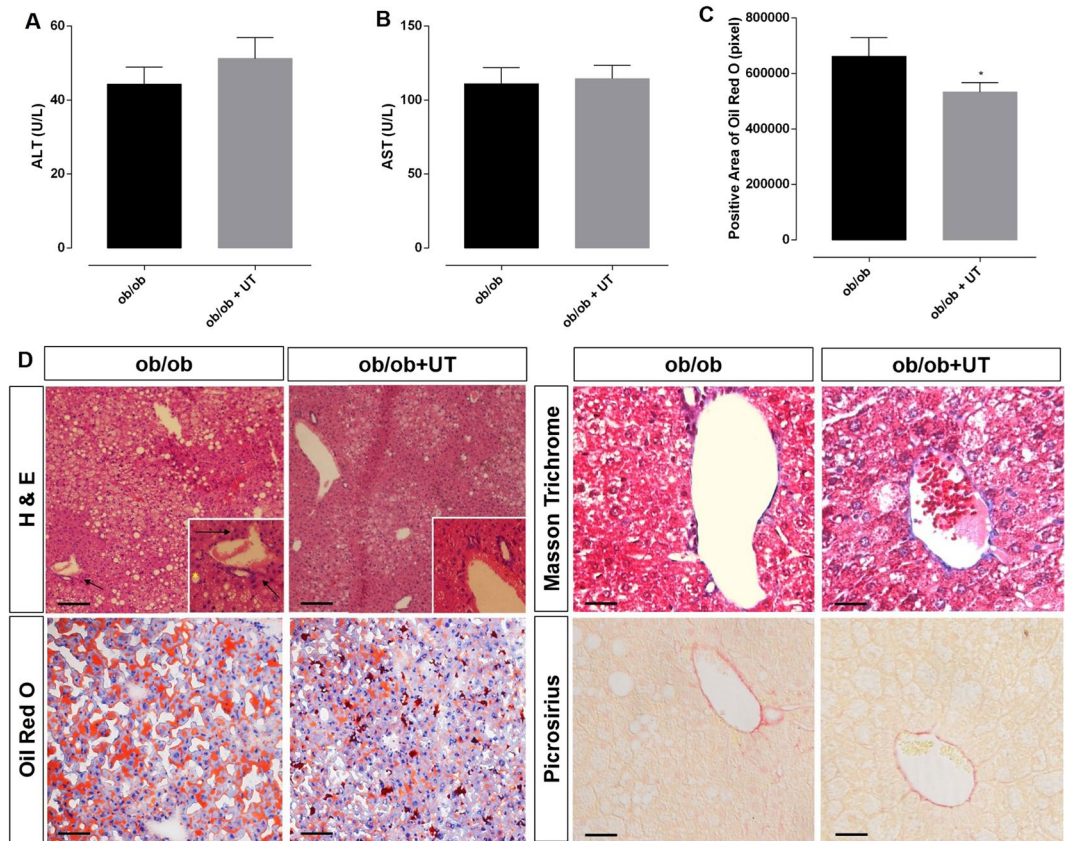 A
ALT (U/L)
60
40
20
0
ob/ob
ob/ob + UT
B
AST (U/L)
150
100
50
0
ob/ob
ob/ob + UT
C
Positive Area of Oil Red O (pixel)
800000
600000
400000
200000
0
*
ob/ob
ob/ob + UT
D
ob/ob
ob/ob+UT
H & E
Oil Red O
ob/ob
ob/ob+UT
Masson Trichrome
Picrosirius